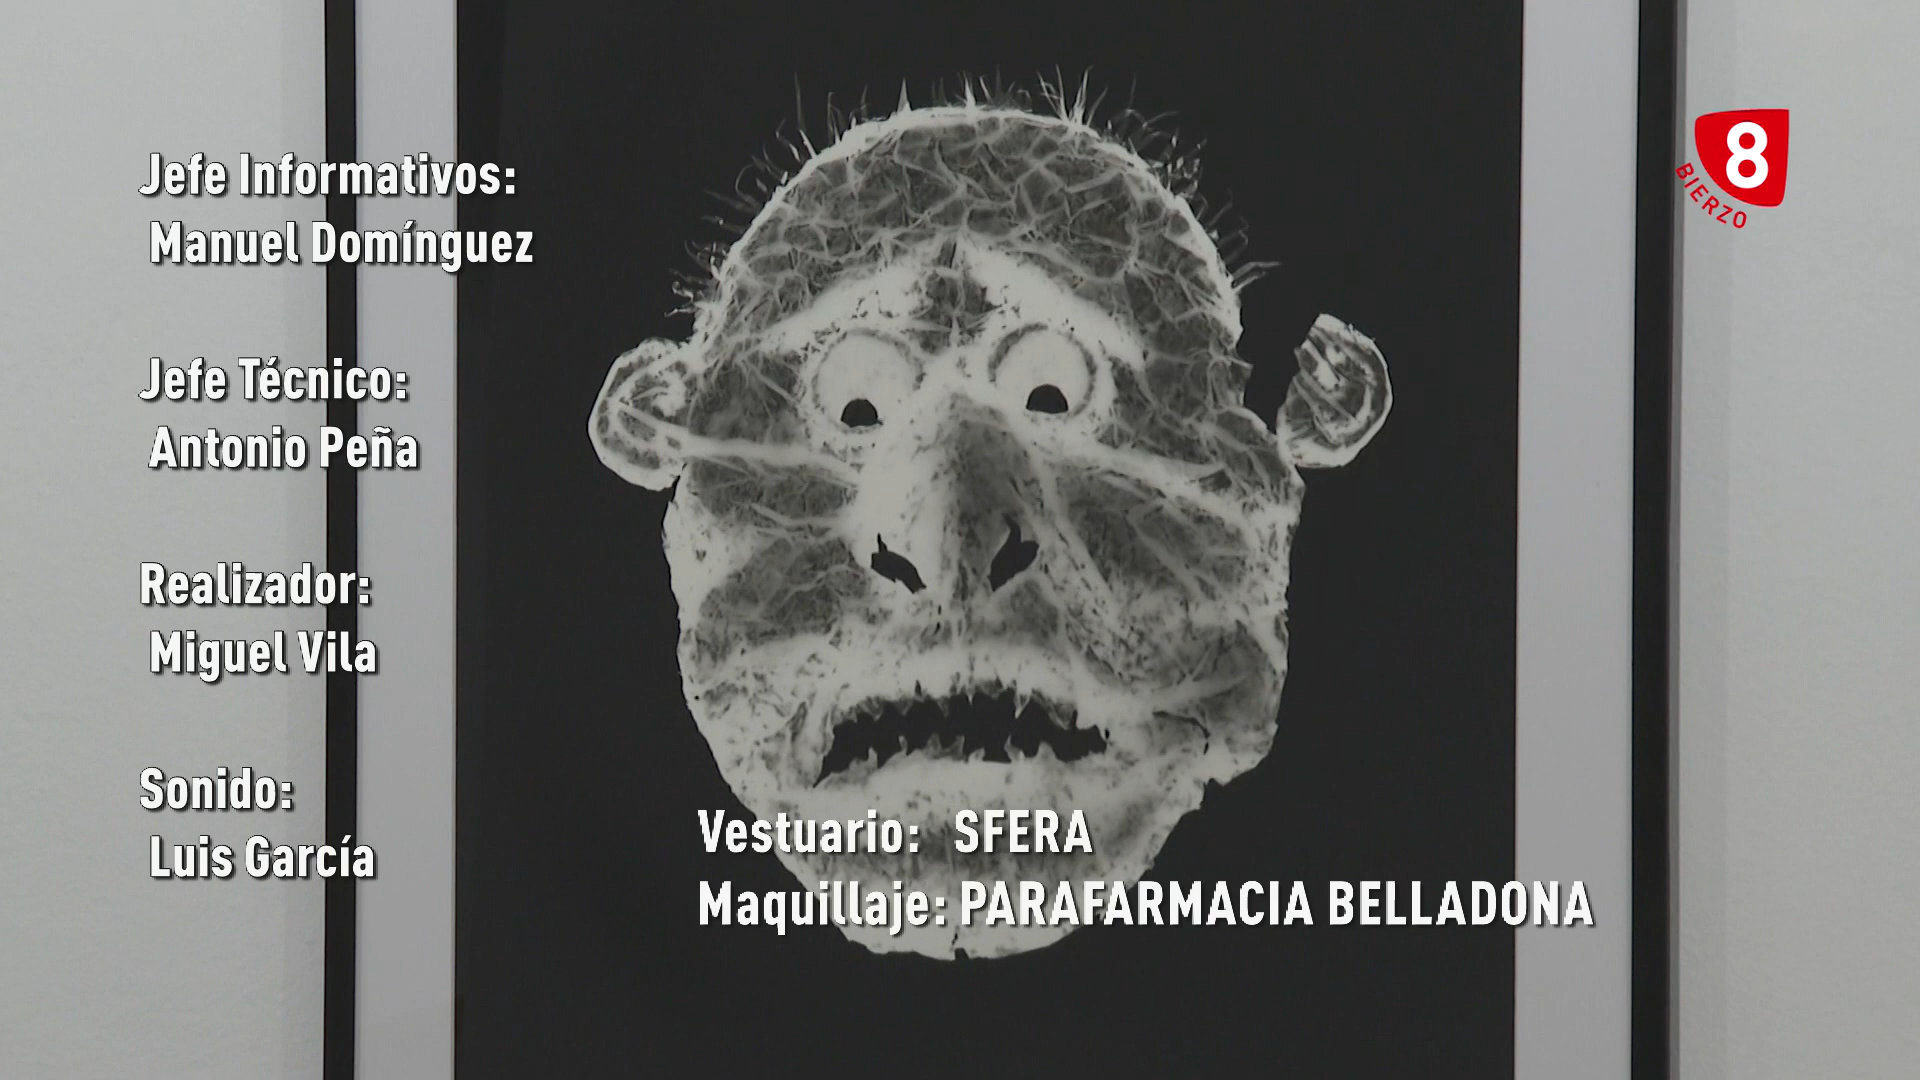 Jefe Informativos:
Manuel Domínguez
Jefe Técnico:
Antonio Peña
Realizador:
Miguel Vila
Sonido:
Luis García
Vestuario: SFERA
Maquillaje: PARAFARMACIA BELLADONA
8
BIERZO